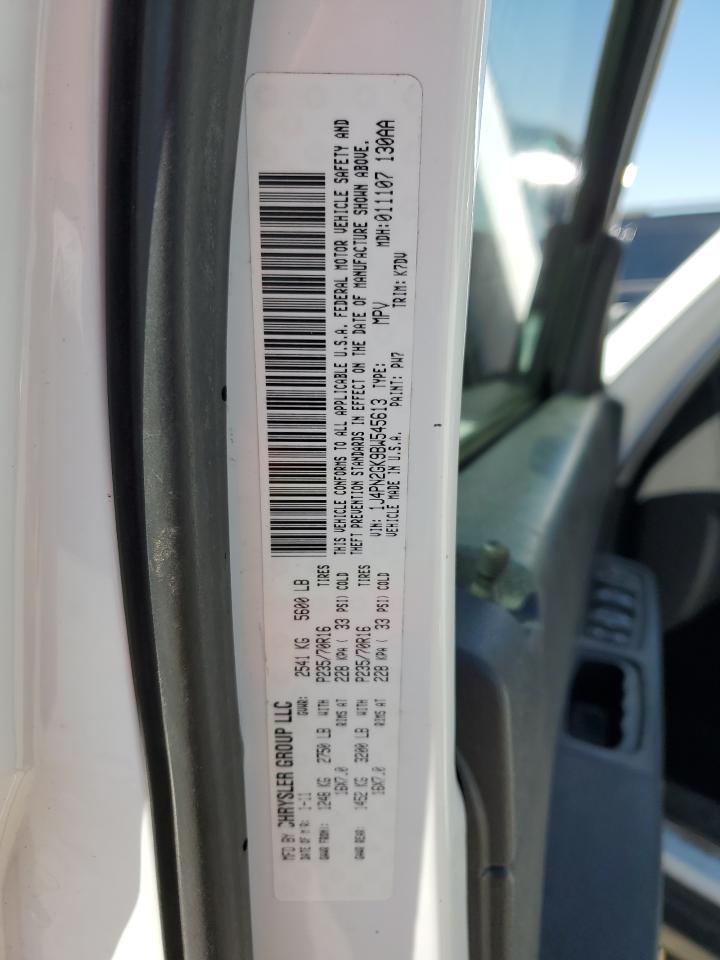 MFD BY CHRYSLER GROUP LLC
DATE OF M R: 1-11 GVWR: 2541 KG 5600 LB
GAWR FRONT: 1248 KG 2750 LB WITH P235/70R16 TIRES
16X7.0 RIMS AT 228 KPA ( 33 PSI) COLD
GAWR REAR: 1452 KG 3200 LB WITH P235/70R16 TIRES
16X7.0 RIMS AT 228 KPA ( 33 PSI) COLD
THIS VEHICLE CONFORMS TO ALL APPLICABLE U.S.A. FEDERAL MOTOR VEHICLE SAFETY AND
THEFT PREVENTION STANDARDS IN EFFECT ON THE DATE OF MANUFACTURE SHOWN ABOVE.
VIN: 1J4PN2GK9BW545613 TYPE: MPV MDH: 011107 130AA
VEHICLE MADE IN U.S.A. PAINT: PW7 TRIM: K7DV